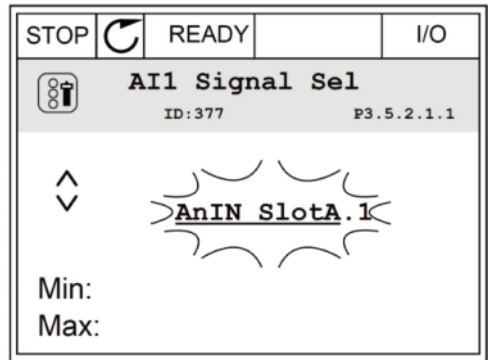 STOP READY I/O
AI1 Signal Sel
ID:377 P3.5.2.1.1
AnIN SlotA.1
Min:
Max: